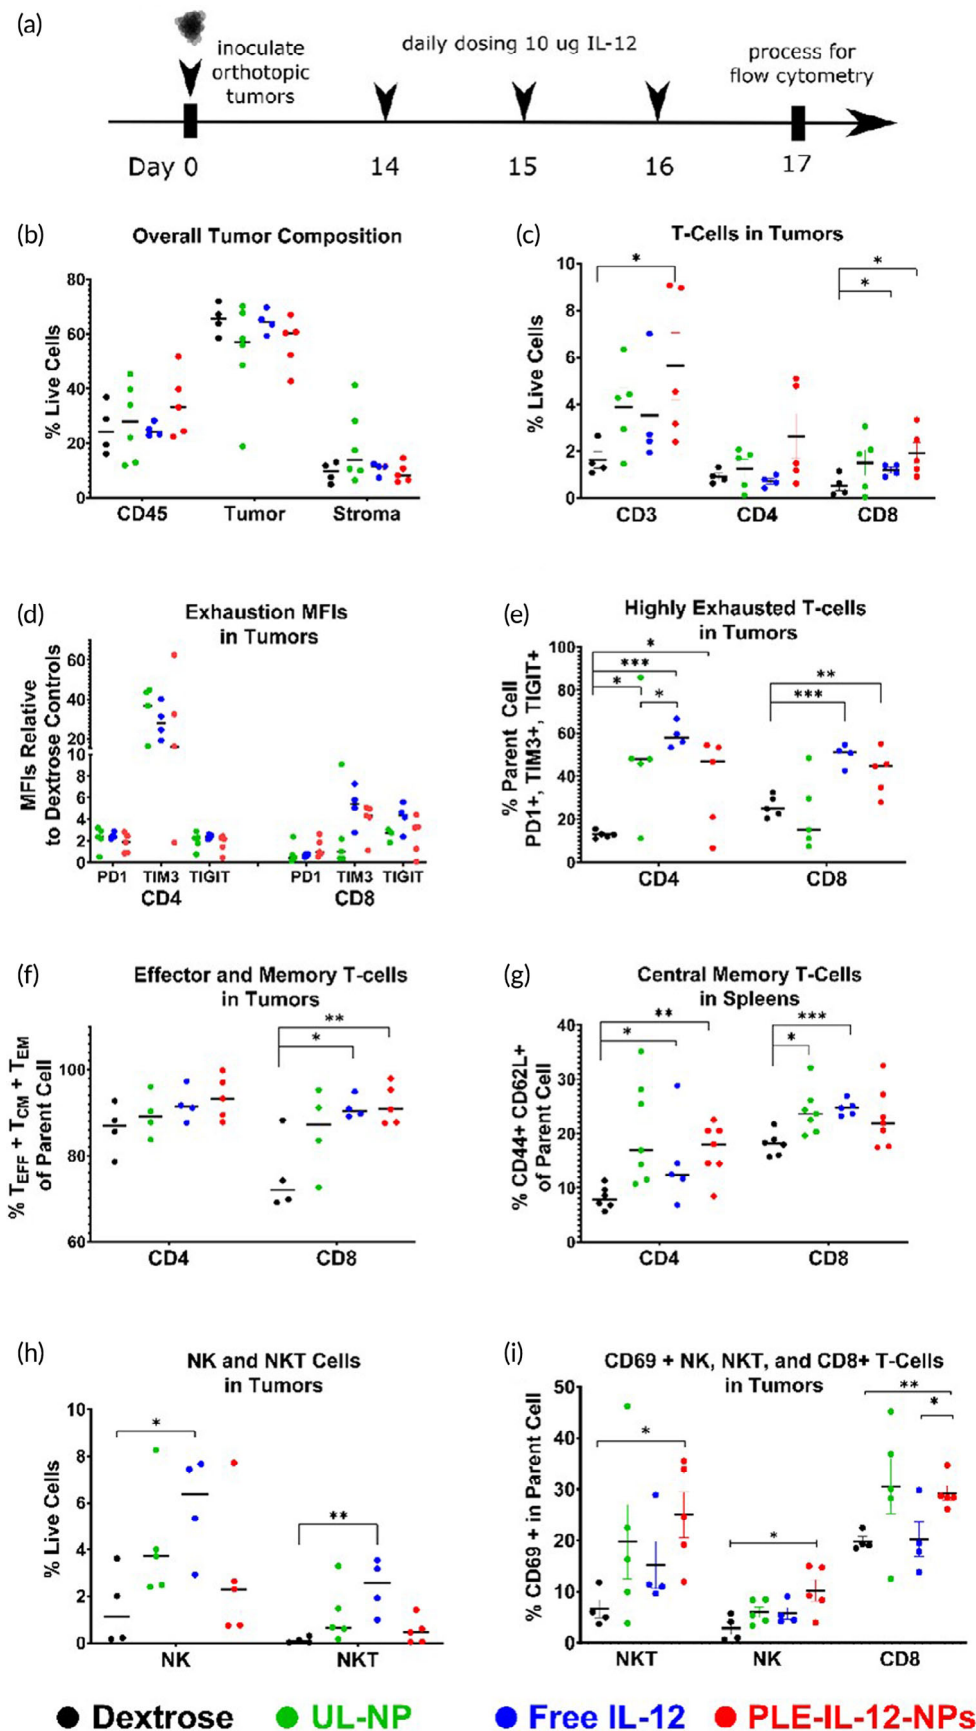 (a)
inoculate
orthotopic
tumors
daily dosing 10 ug IL-12
process for
flow cytometry
Day 0
14
15
16
17
(b)
Overall Tumor Composition
% Live Cells
80
60
40
20
0
CD45 Tumor Stroma
(c)
T-Cells in Tumors
% Live Cells
10
8
6
4
2
0
* * *
CD3 CD4 CD8
(d)
Exhaustion MFIs
in Tumors
MFIs Relative
to Dextrose Controls
60
40
20
10
8
6
4
2
0
PD1 TIM3 TIGIT PD1 TIM3 TIGIT
CD4 CD8
(e)
Highly Exhausted T-cells
in Tumors
% Parent Cell
PD1+, TIM3+, TIGIT+
100
80
60
40
20
0
*
***
* *
**
***
CD4 CD8
(f)
Effector and Memory T-cells
in Tumors
% TEFF + TCM + TEM
of Parent Cell
100
80
60
**
*
CD4 CD8
(g)
Central Memory T-Cells
in Spleens
% CD44+ CD62L+
of Parent Cell
40
30
20
10
0
**
*
***
*
CD4 CD8
(h)
NK and NKT Cells
in Tumors
% Live Cells
10
8
6
4
2
0
*
**
NK NKT
(i)
CD69 + NK, NKT, and CD8+ T-Cells
in Tumors
% CD69 + in Parent Cell
50
40
30
20
10
0
*
*
**
*
NKT NK CD8
Dextrose UL-NP Free IL-12 PLE-IL-12-NPs